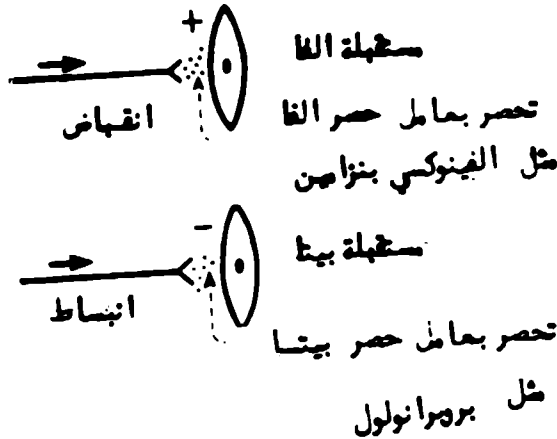 +
مستقبلة الفا
تحصر بعامل حصر الفا
مثل الفينوكسي بنزامين
انقباض
−
مستقبلة بيتا
انبساط
تحصر بعامل حصر بيتا
مثل بروبرانولول